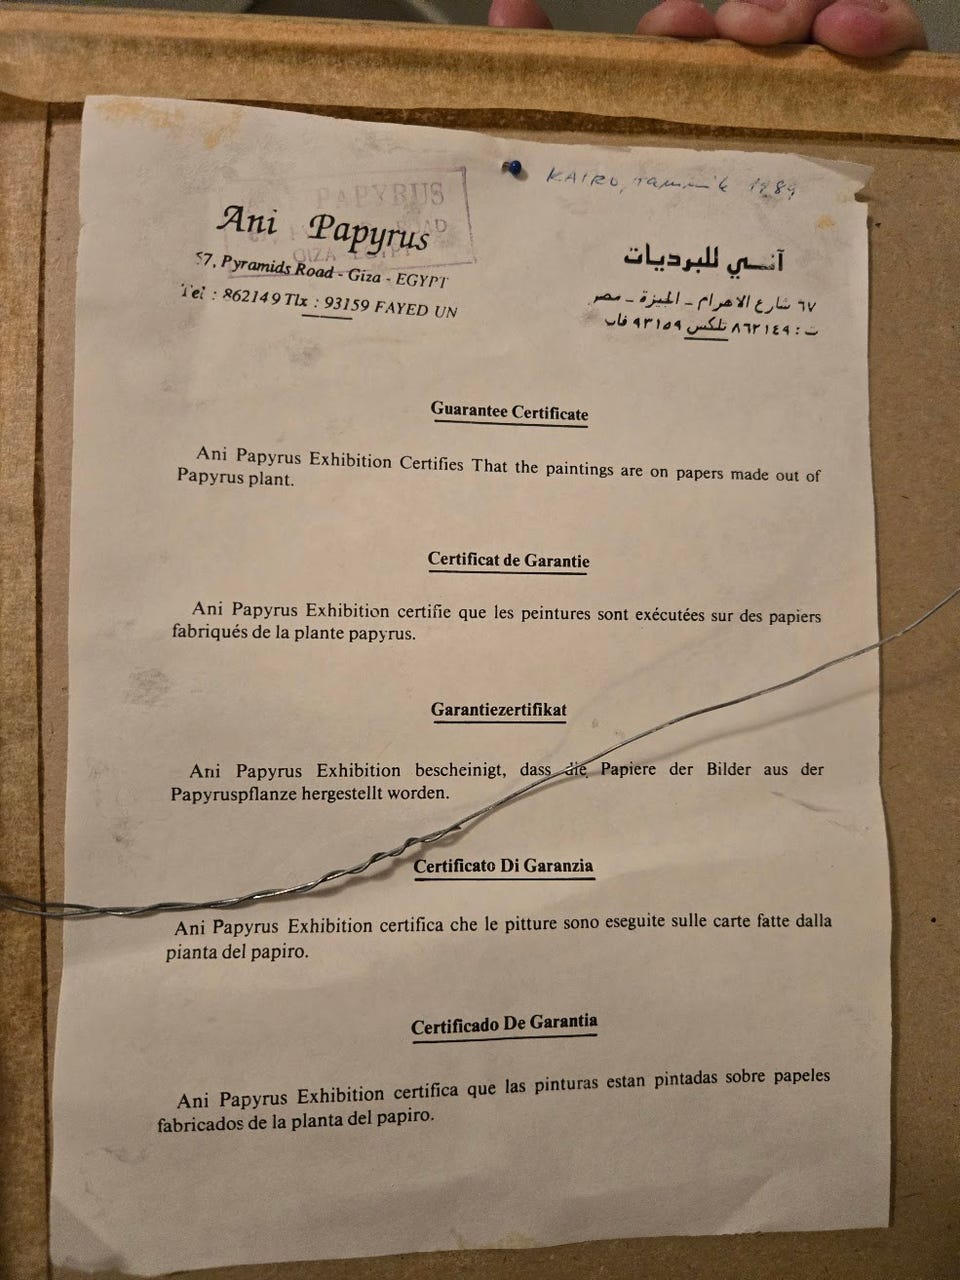 KAIRO, Tammik 1989
PAPYRUS
GIZA EGYPT
Ani Papyrus
57, Pyramids Road - Giza - EGYPT
Tel : 862149 Tlx : 93159 FAYED UN
آنـي للبرديات
٦٧ شارع الاهرام - الجيزة - مصر
ت : ٨٦٢١٤٩ تلكس ٩٣١٥٩ فاب
Guarantee Certificate
Ani Papyrus Exhibition Certifies That the paintings are on papers made out of
Papyrus plant.
Certificat de Garantie
Ani Papyrus Exhibition certifie que les peintures sont exécutées sur des papiers
fabriqués de la plante papyrus.
Garantiezertifikat
Ani Papyrus Exhibition bescheinigt, dass die Papiere der Bilder aus der
Papyruspflanze hergestellt worden.
Certificato Di Garanzia
Ani Papyrus Exhibition certifica che le pitture sono eseguite sulle carte fatte dalla
pianta del papiro.
Certificado De Garantia
Ani Papyrus Exhibition certifica que las pinturas estan pintadas sobre papeles
fabricados de la planta del papiro.